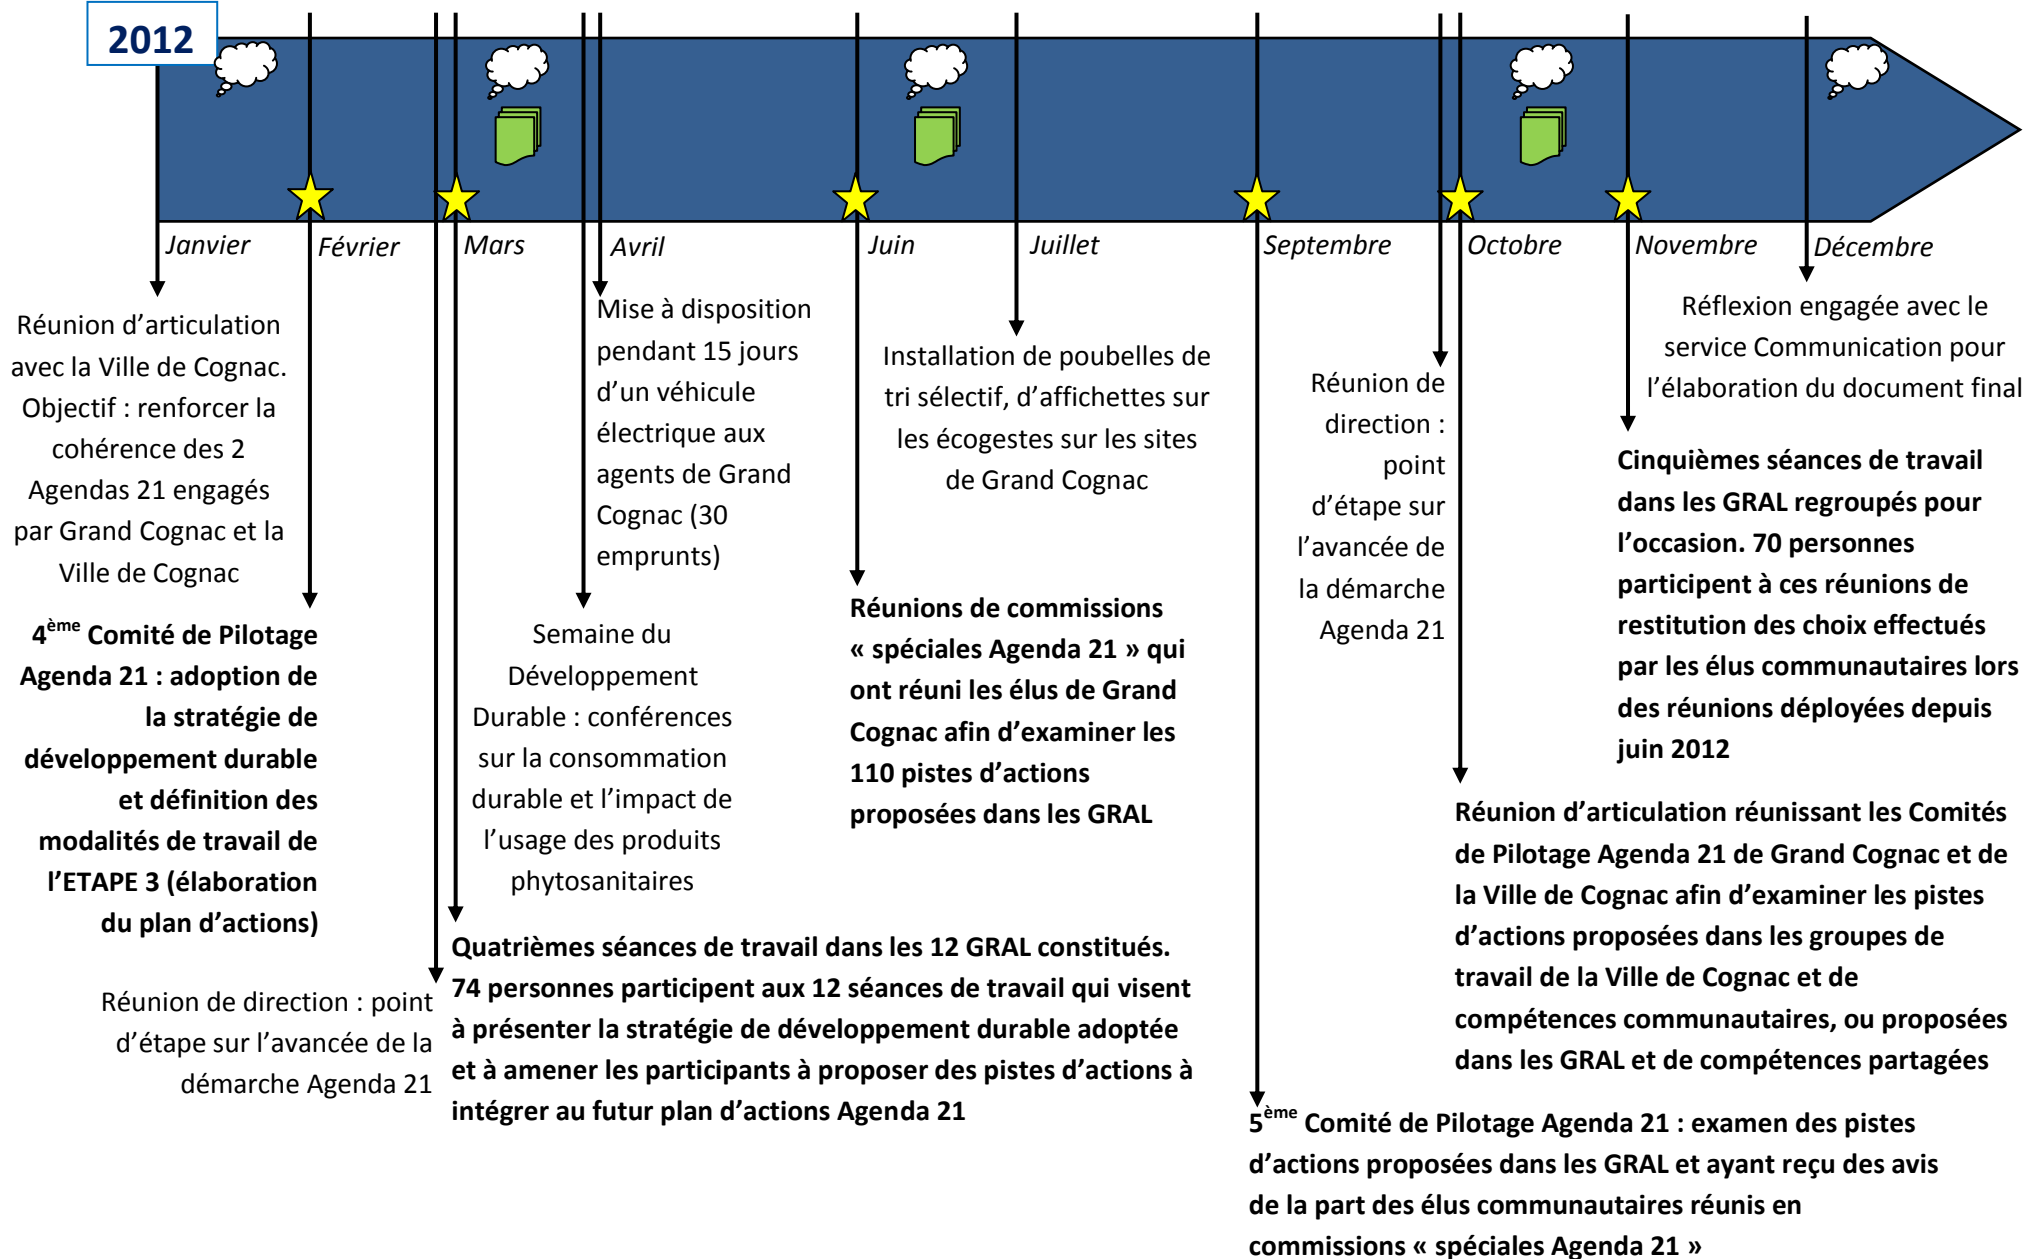 2012
Janvier
Février
Mars
Avril
Juin
Juillet
Septembre
Octobre
Novembre
Décembre
Réunion d’articulation
avec la Ville de Cognac.
Objectif : renforcer la
cohérence des 2
Agendas 21 engagés
par Grand Cognac et la
Ville de Cognac
4ème Comité de Pilotage
Agenda 21 : adoption de
la stratégie de
développement durable
et définition des
modalités de travail de
l’ETAPE 3 (élaboration
du plan d’actions)
Réunion de direction : point
d’étape sur l’avancée de la
démarche Agenda 21
Quatrièmes séances de travail dans les 12 GRAL constitués.
74 personnes participent aux 12 séances de travail qui visent
à présenter la stratégie de développement durable adoptée
et à amener les participants à proposer des pistes d’actions à
intégrer au futur plan d’actions Agenda 21
Semaine du
Développement
Durable : conférences
sur la consommation
durable et l’impact de
l’usage des produits
phytosanitaires
Mise à disposition
pendant 15 jours
d’un véhicule
électrique aux
agents de Grand
Cognac (30
emprunts)
Réunions de commissions
« spéciales Agenda 21 » qui
ont réuni les élus de Grand
Cognac afin d’examiner les
110 pistes d’actions
proposées dans les GRAL
Installation de poubelles de
tri sélectif, d’affichettes sur
les écogestes sur les sites
de Grand Cognac
5ème Comité de Pilotage Agenda 21 : examen des pistes
d’actions proposées dans les GRAL et ayant reçu des avis
de la part des élus communautaires réunis en
commissions « spéciales Agenda 21 »
Réunion de
direction :
point
d’étape sur
l’avancée de
la démarche
Agenda 21
Réunion d’articulation réunissant les Comités
de Pilotage Agenda 21 de Grand Cognac et de
la Ville de Cognac afin d’examiner les pistes
d’actions proposées dans les groupes de
travail de la Ville de Cognac et de
compétences communautaires, ou proposées
dans les GRAL et de compétences partagées
Cinquièmes séances de travail
dans les GRAL regroupés pour
l’occasion. 70 personnes
participent à ces réunions de
restitution des choix effectués
par les élus communautaires lors
des réunions déployées depuis
juin 2012
Réflexion engagée avec le
service Communication pour
l’élaboration du document final